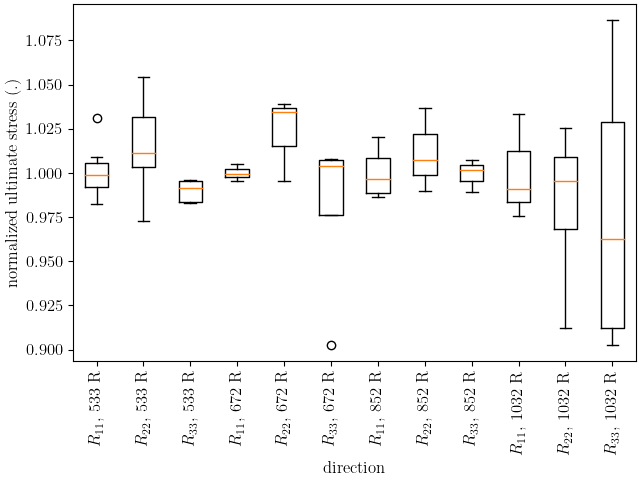 normalized ultimate stress (.)
1.075
1.050
1.025
1.000
0.975
0.950
0.925
0.900
R₁₁, 533 R
R₂₂, 533 R
R₃₃, 533 R
R₁₁, 672 R
R₂₂, 672 R
R₃₃, 672 R
R₁₁, 852 R
R₂₂, 852 R
R₃₃, 852 R
R₁₁, 1032 R
R₂₂, 1032 R
R₃₃, 1032 R
direction